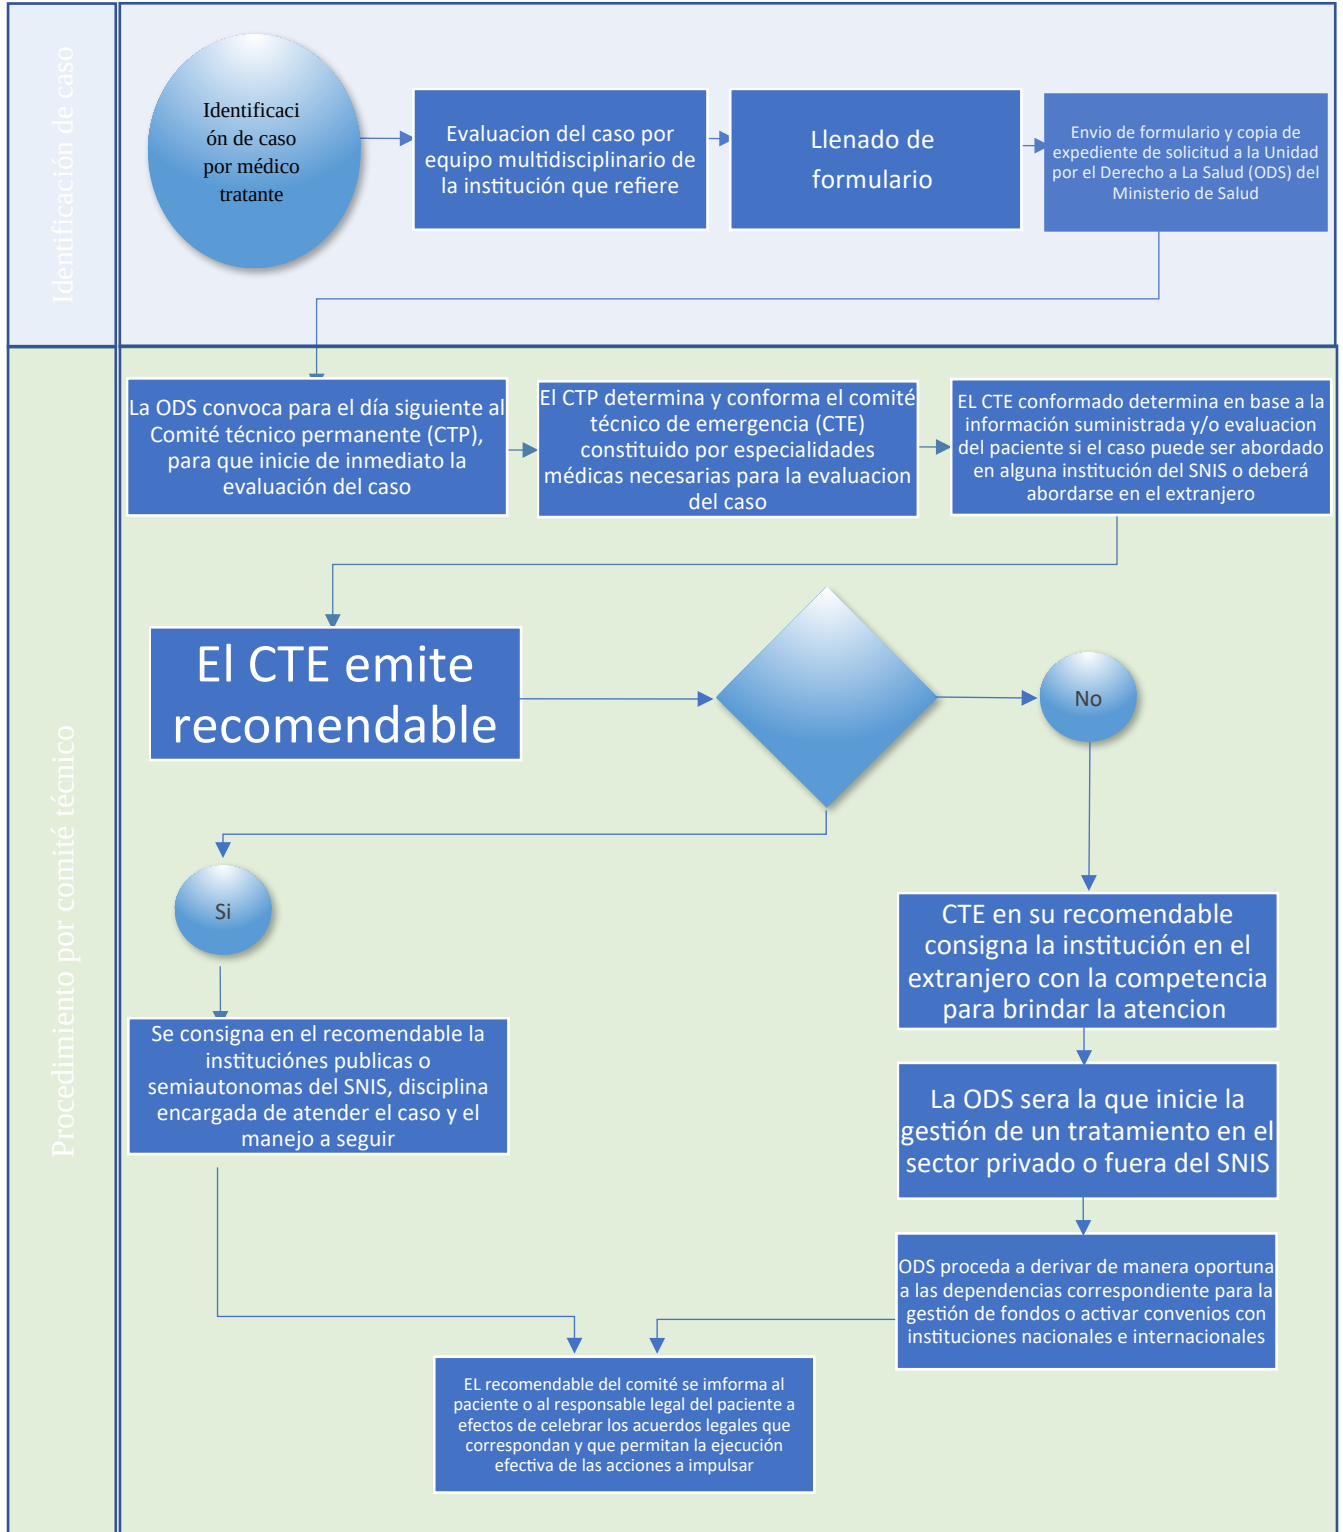 Identificación de caso
Identificaci
ón de caso
por médico
tratante
Evaluacion del caso por
equipo multidisciplinario de
la institución que refiere
Llenado de
formulario
Envio de formulario y copia de
expediente de solicitud a la Unidad
por el Derecho a La Salud (ODS) del
Ministerio de Salud
Procedimiento por comité técnico
La ODS convoca para el día siguiente al
Comité técnico permanente (CTP),
para que inicie de inmediato la
evaluación del caso
El CTP determina y conforma el comité
técnico de emergencia (CTE)
constituido por especialidades
médicas necesarias para la evaluacion
del caso
EL CTE conformado determina en base a la
información suministrada y/o evaluacion
del paciente si el caso puede ser abordado
en alguna institución del SNIS o deberá
abordarse en el extranjero
El CTE emite
recomendable
No
Si
CTE en su recomendable
consigna la institución en el
extranjero con la competencia
para brindar la atencion
Se consigna en el recomendable la
instituciónes publicas o
semiautonomas del SNIS, disciplina
encargada de atender el caso y el
manejo a seguir
La ODS sera la que inicie la
gestión de un tratamiento en el
sector privado o fuera del SNIS
ODS proceda a derivar de manera oportuna
a las dependencias correspondiente para la
gestión de fondos o activar convenios con
instituciones nacionales e internacionales
EL recomendable del comité se imforma al
paciente o al responsable legal del paciente a
efectos de celebrar los acuerdos legales que
correspondan y que permitan la ejecución
efectiva de las acciones a impulsar